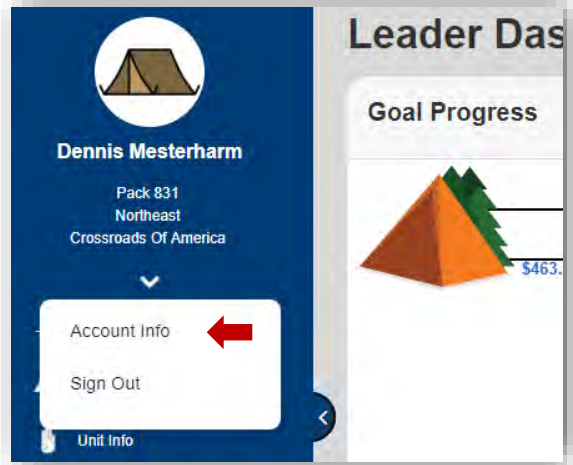 Leader Das
Goal Progress
Dennis Mesterharm
Pack 831
Northeast
Crossroads Of America
$463.
Account Info
Sign Out
Unit Info